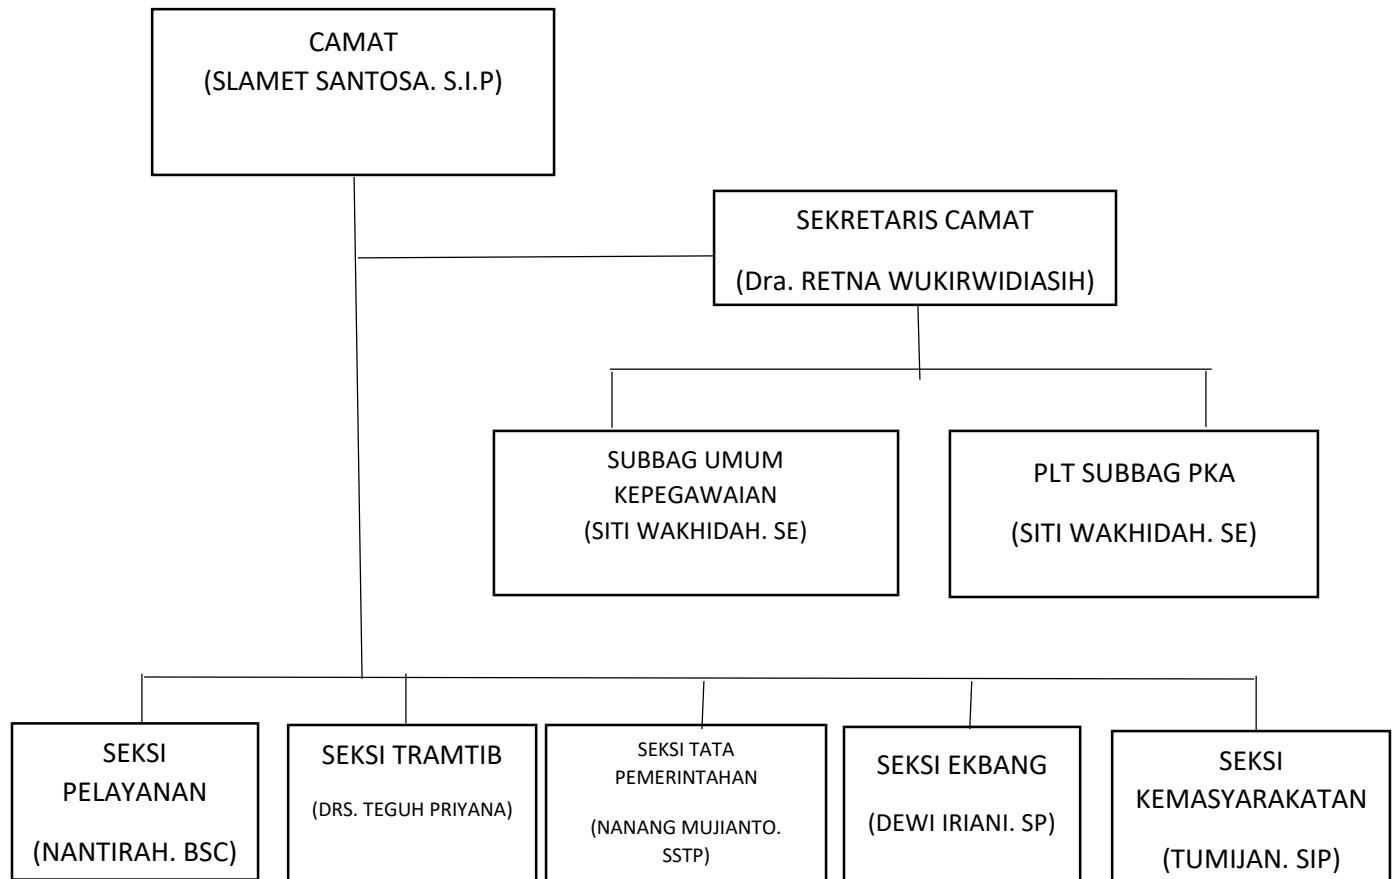 CAMAT
(SLAMET SANTOSA. S.I.P)
SEKRETARIS CAMAT
(Dra. RETNA WUKIRWIDIASIH)
SUBBAG UMUM
KEPEGAWAIAN
(SITI WAKHIDAH. SE)
PLT SUBBAG PKA
(SITI WAKHIDAH. SE)
SEKSI
PELAYANAN
(NANTIRAH. BSC)
SEKSI TRAMTIB
(DRS. TEGUH PRIYANA)
SEKSI TATA
PEMERINTAHAN
(NANANG MUJIANTO.
SSTP)
SEKSI EKBANG
(DEWI IRIANI. SP)
SEKSI
KEMASYARAKATAN
(TUMIJAN. SIP)